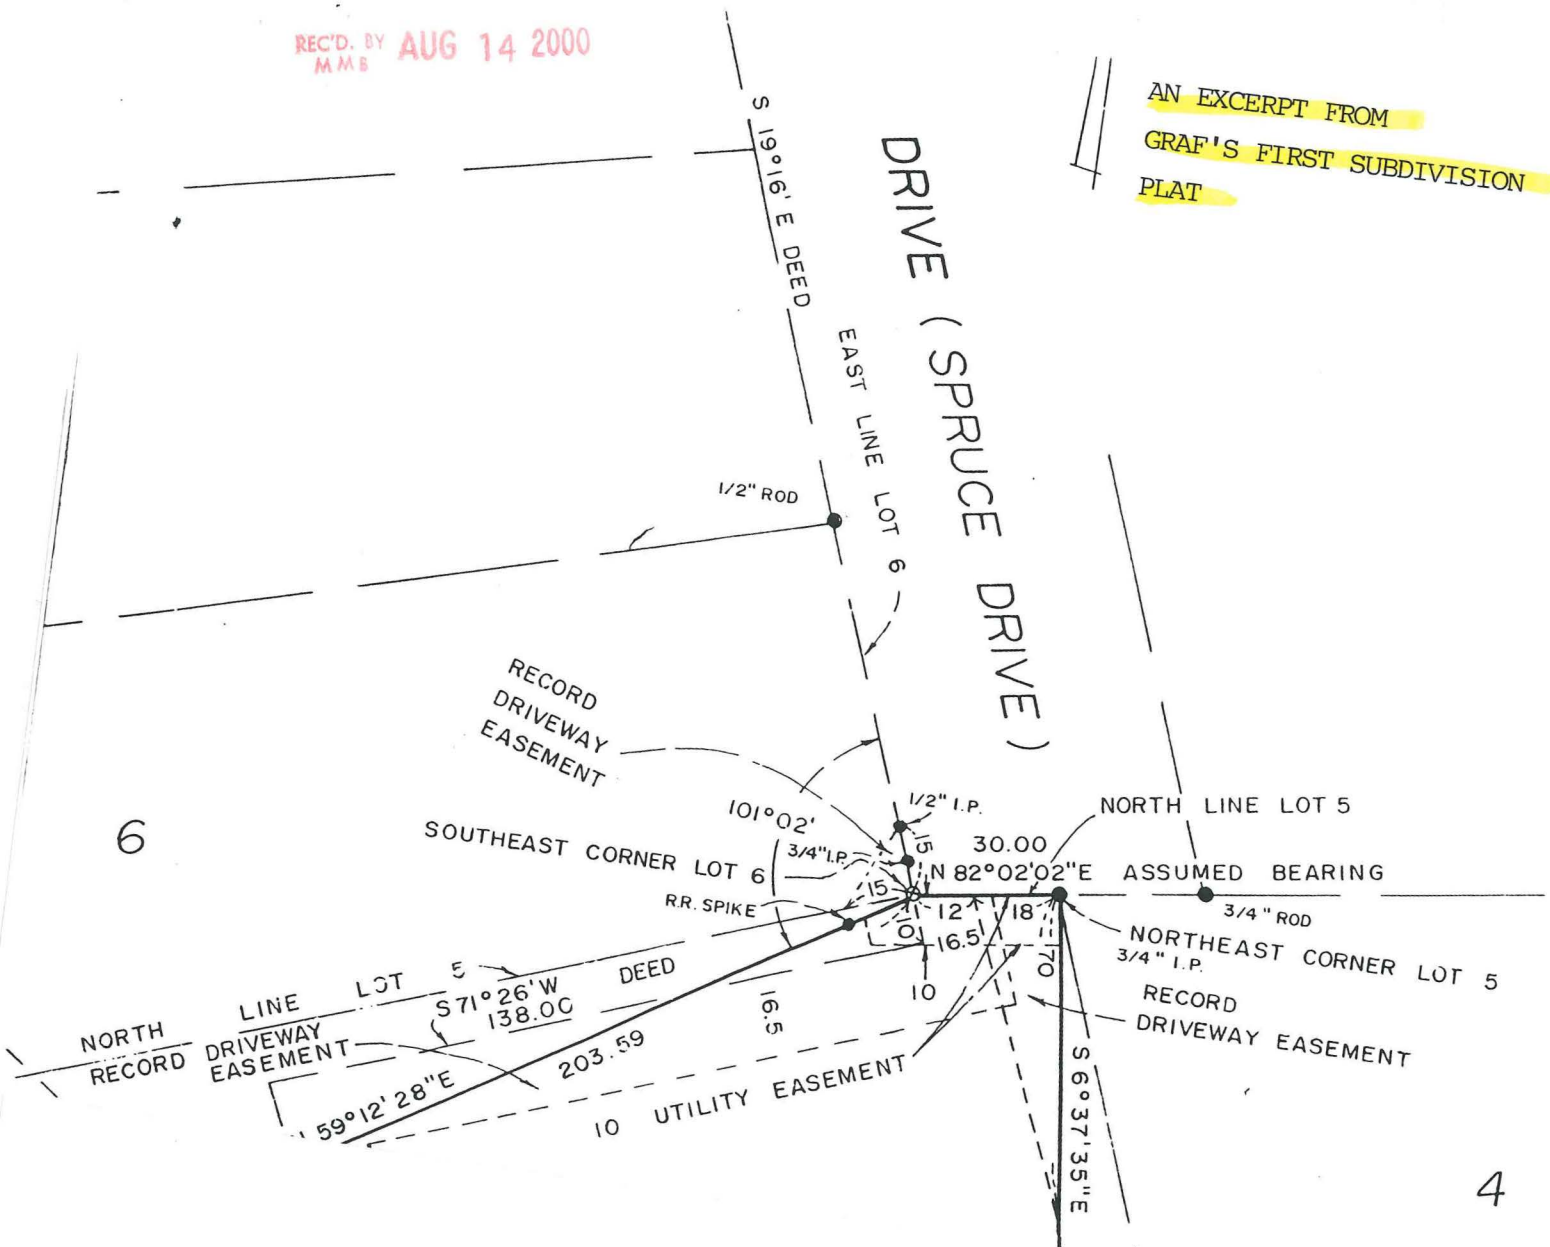 REC'D. BY AUG 14 2000
MMB
AN EXCERPT FROM
GRAF'S FIRST SUBDIVISION
PLAT
S 19°16' E DEED
DRIVE (SPRUCE DRIVE)
EAST LINE LOT 6
1/2" ROD
RECORD
DRIVEWAY
EASEMENT
6
101°02'
1/2" I.P.
15
30.00
NORTH LINE LOT 5
SOUTHEAST CORNER LOT 6
3/4" I.P.
N 82°02'02"E ASSUMED BEARING
R.R. SPIKE
15
12
18
3/4" ROD
10
16.5
70
NORTHEAST CORNER LOT 5
3/4" I.P.
10
RECORD
DRIVEWAY EASEMENT
NORTH LINE LOT 5
S 71°26' W DEED
138.00
16.5
RECORD DRIVEWAY
EASEMENT
203.59
59°12'28"E
10 UTILITY EASEMENT
S 6°37'35"E
4